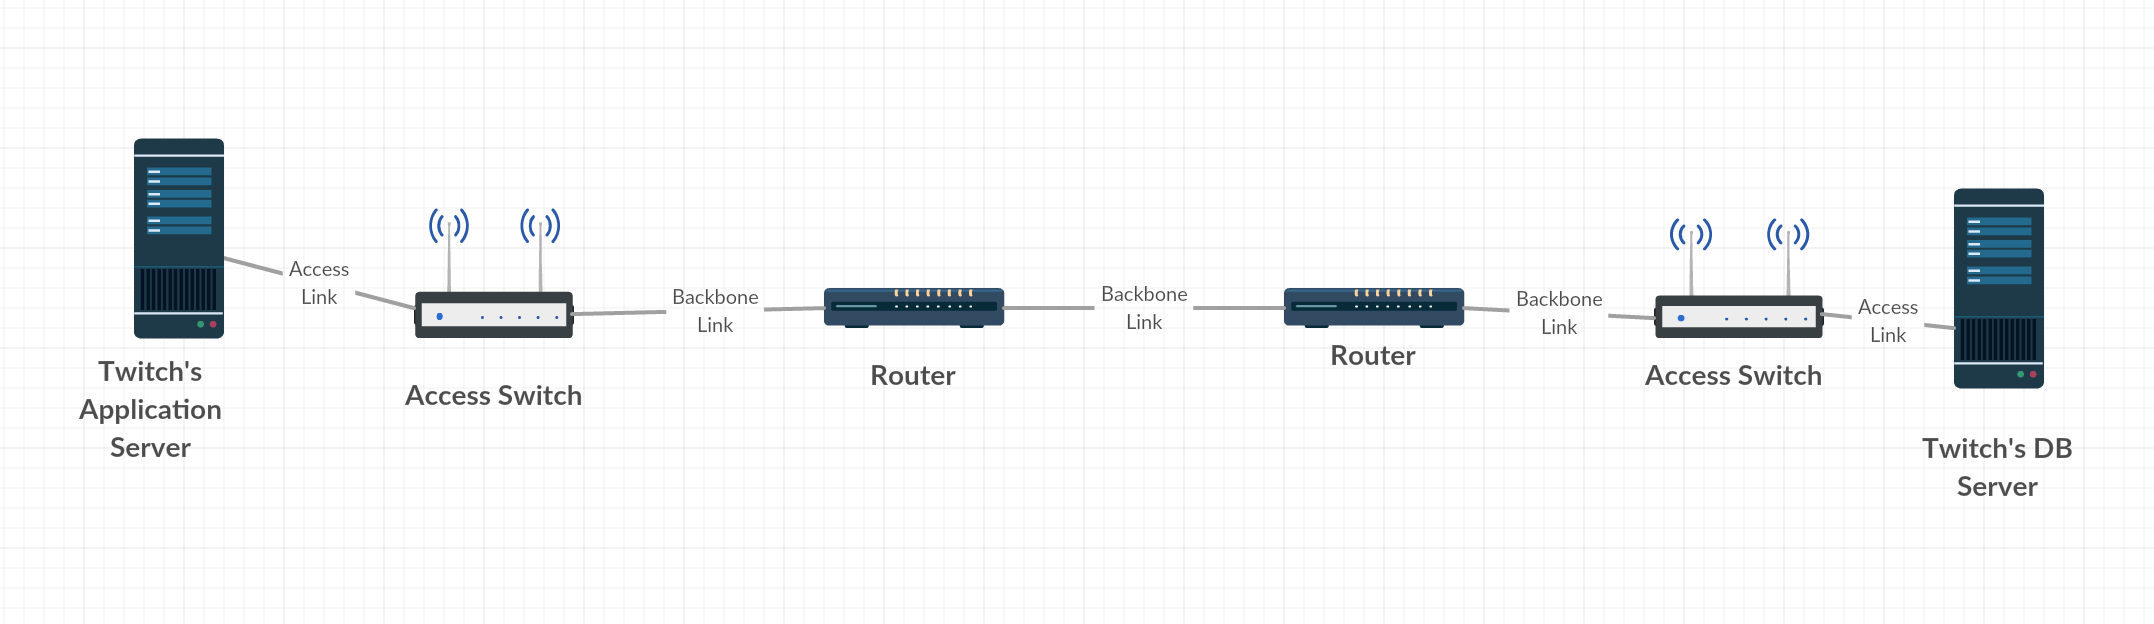 Twitch's
Application
Server
Access
Link
Access Switch
Backbone
Link
Router
Backbone
Link
Router
Backbone
Link
Access Switch
Access
Link
Twitch's DB
Server